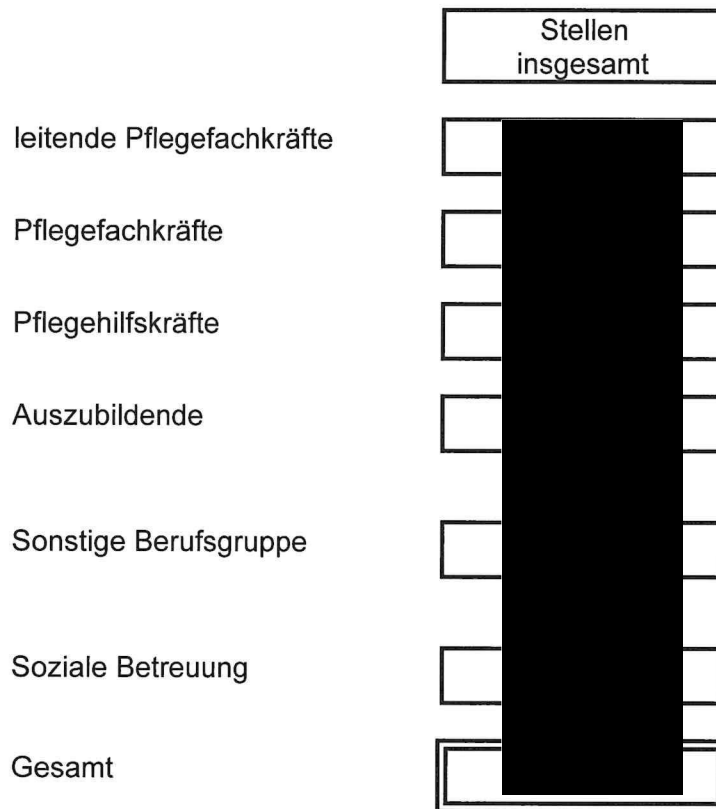 Stellen
insgesamt
leitende Pflegefachkräfte
Pflegefachkräfte
Pflegehilfskräfte
Auszubildende
Sonstige Berufsgruppe
Soziale Betreuung
Gesamt